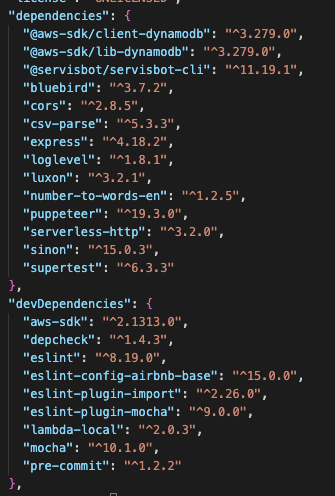 "dependencies": {
"@aws-sdk/client-dynamodb": "^3.279.0",
"@aws-sdk/lib-dynamodb": "^3.279.0",
"@servisbot/servisbot-cli": "^11.19.1",
"bluebird": "^3.7.2",
"cors": "^2.8.5",
"csv-parse": "^5.3.3",
"express": "^4.18.2",
"loglevel": "^1.8.1",
"luxon": "^3.2.1",
"number-to-words-en": "^1.2.5",
"puppeteer": "^19.3.0",
"serverless-http": "^3.2.0",
"sinon": "^15.0.3",
"supertest": "^6.3.3"
},
"devDependencies": {
"aws-sdk": "^2.1313.0",
"depcheck": "^1.4.3",
"eslint": "^8.19.0",
"eslint-config-airbnb-base": "^15.0.0",
"eslint-plugin-import": "^2.26.0",
"eslint-plugin-mocha": "^9.0.0",
"lambda-local": "^2.0.3",
"mocha": "^10.1.0",
"pre-commit": "^1.2.2"
},